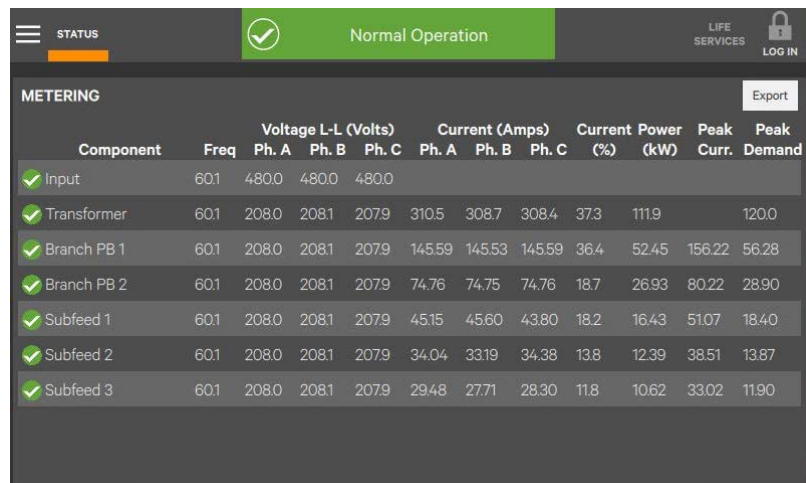 STATUS Normal Operation LIFE
SERVICES LOG IN
METERING Export
Voltage L-L (Volts) Current (Amps) Current Power Peak Peak
Component Freq Ph. A Ph. B Ph. C Ph. A Ph. B Ph. C (%) (kW) Curr. Demand
Input 60.1 480.0 480.0 480.0
Transformer 60.1 208.0 208.1 207.9 310.5 308.7 308.4 37.3 111.9 120.0
Branch PB 1 60.1 208.0 208.1 207.9 145.59 145.53 145.59 36.4 52.45 156.22 56.28
Branch PB 2 60.1 208.0 208.1 207.9 74.76 74.75 74.76 18.7 26.93 80.22 28.90
Subfeed 1 60.1 208.0 208.1 207.9 45.15 45.60 43.80 18.2 16.43 51.07 18.40
Subfeed 2 60.1 208.0 208.1 207.9 34.04 33.19 34.38 13.8 12.39 38.51 13.87
Subfeed 3 60.1 208.0 208.1 207.9 29.48 27.71 28.30 11.8 10.62 33.02 11.90